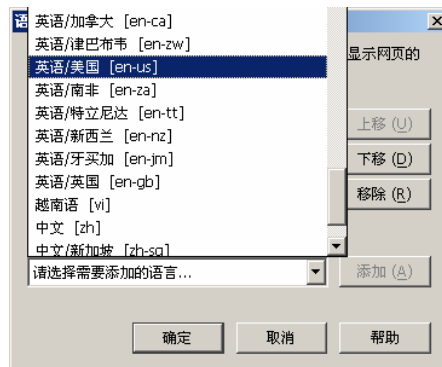 语
英语/加拿大 [en-ca]
英语/津巴布韦 [en-zw]
显示网页的
英语/美国 [en-us]
英语/南非 [en-za]
英语/特立尼达 [en-tt]
上移 (U)
英语/新西兰 [en-nz]
英语/牙买加 [en-jm]
下移 (D)
英语/英国 [en-gb]
移除 (R)
越南语 [vi]
中文 [zh]
中文/新加坡 [zh-sg]
请选择需要添加的语言...
添加 (A)
确定
取消
帮助